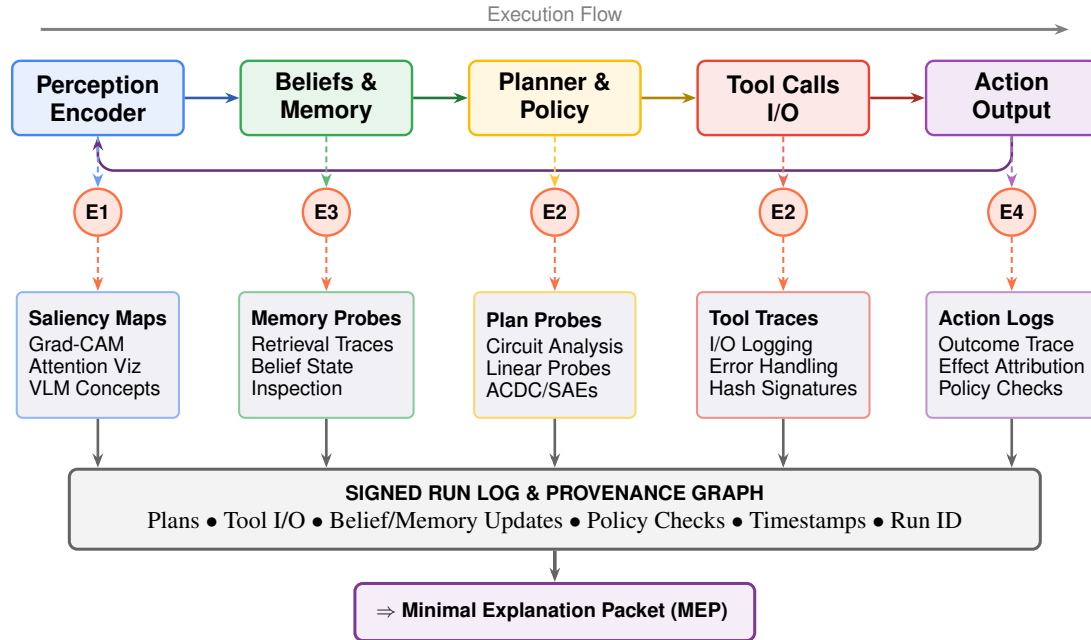 Execution Flow
Perception
Encoder
Beliefs &
Memory
Planner &
Policy
Tool Calls
I/O
Action
Output
E1
E3
E2
E2
E4
Saliency Maps
Grad-CAM
Attention Viz
VLM Concepts
Memory Probes
Retrieval Traces
Belief State
Inspection
Plan Probes
Circuit Analysis
Linear Probes
ACDC/SAEs
Tool Traces
I/O Logging
Error Handling
Hash Signatures
Action Logs
Outcome Trace
Effect Attribution
Policy Checks
SIGNED RUN LOG & PROVENANCE GRAPH
Plans ● Tool I/O ● Belief/Memory Updates ● Policy Checks ● Timestamps ● Run ID
⇒ Minimal Explanation Packet (MEP)